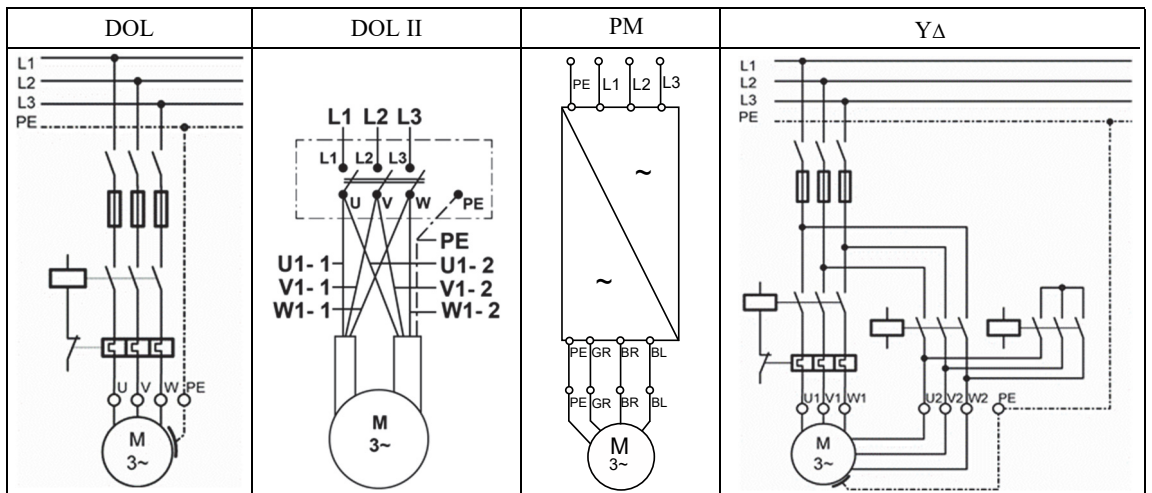 DOL
L1
L2
L3
PE
U V W PE
M
3~
DOL II
L1 L2 L3
L1 L2 L3
U V W PE
PE
U1- 1 U1- 2
V1- 1 V1- 2
W1- 1 W1- 2
M
3~
PM
PE L1 L2 L3
~
~
PE GR BR BL
PE GR BR BL
M
3~
YΔ
L1
L2
L3
PE
U1 V1 W1 U2 V2 W2 PE
M
3~